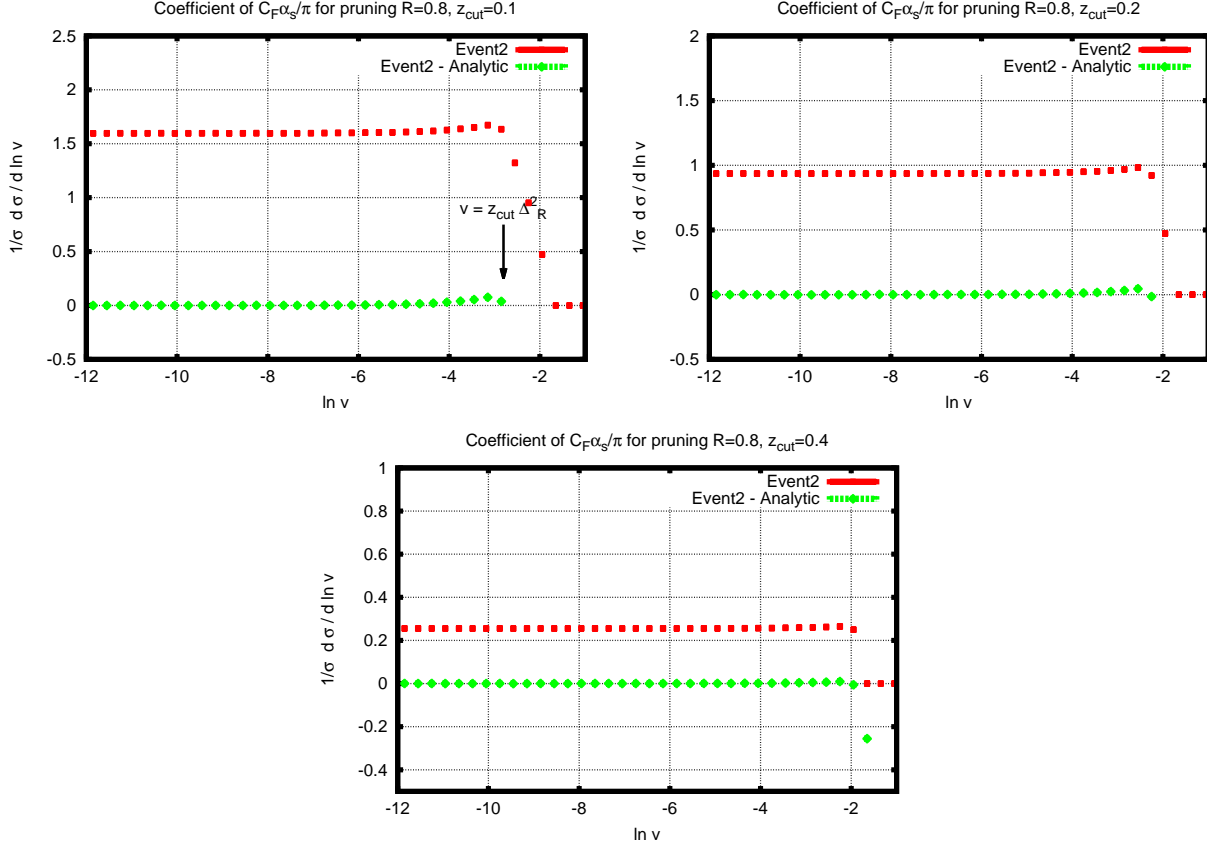 Coefficient of C_Fα_s/π for pruning R=0.8, z_cut=0.1
1/σ dσ / d ln v
2.5
2
1.5
1
0.5
0
-0.5
Event2
Event2 - Analytic
v = z_cut Δ²_R
-12
-10
-8
-6
-4
-2
ln v
Coefficient of C_Fα_s/π for pruning R=0.8, z_cut=0.2
1/σ dσ / d ln v
2
1.5
1
0.5
0
-0.5
Event2
Event2 - Analytic
-12
-10
-8
-6
-4
-2
ln v
Coefficient of C_Fα_s/π for pruning R=0.8, z_cut=0.4
1/σ dσ / d ln v
1
0.8
0.6
0.4
0.2
0
-0.2
-0.4
Event2
Event2 - Analytic
-12
-10
-8
-6
-4
-2
ln v